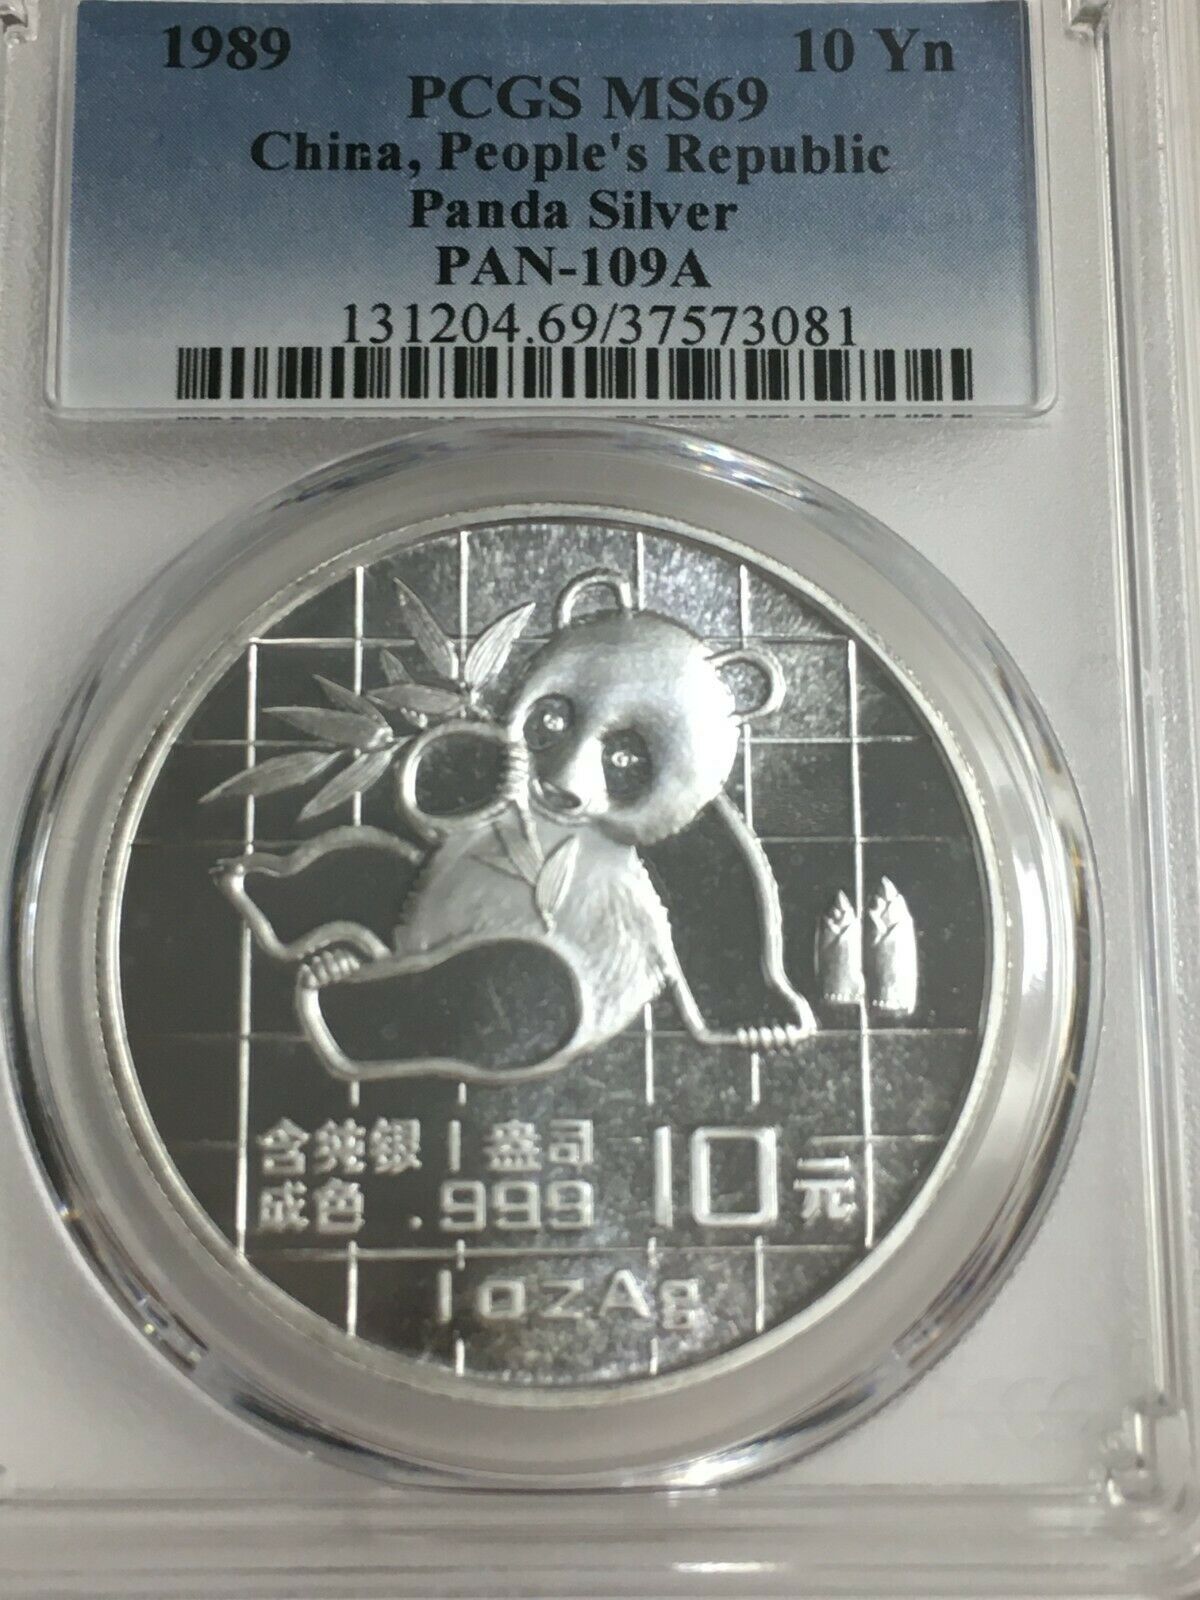 1989 10 Yn
PCGS MS69
China, People's Republic
Panda Silver
PAN-109A
131204.69/37573081
含纯银1盎司 10元
成色 .999
1ozAg